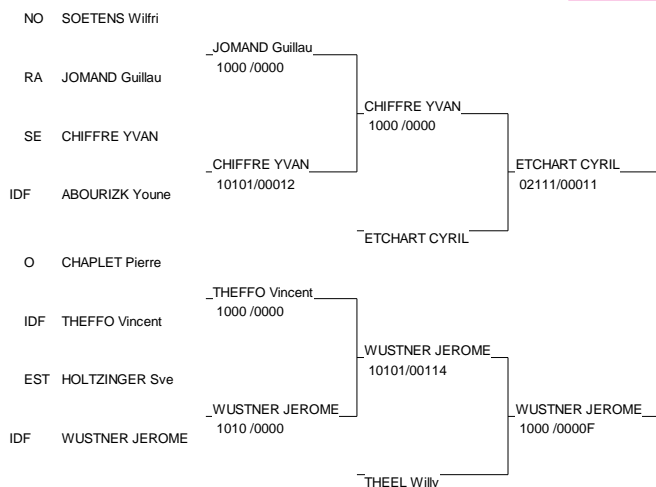 NO SOETENS Wilfri
JOMAND Guillau
1000 /0000
RA JOMAND Guillau
CHIFFRE YVAN
1000 /0000
SE CHIFFRE YVAN
CHIFFRE YVAN
10101/00012
ETCHART CYRIL
02111/00011
IDF ABOURIZK Youne
ETCHART CYRIL
O CHAPLET Pierre
THEFFO Vincent
1000 /0000
IDF THEFFO Vincent
WUSTNER JEROME
10101/00114
EST HOLTZINGER Sve
WUSTNER JEROME
1010 /0000
WUSTNER JEROME
1000 /0000F
IDF WUSTNER JEROME
THEEL Willy